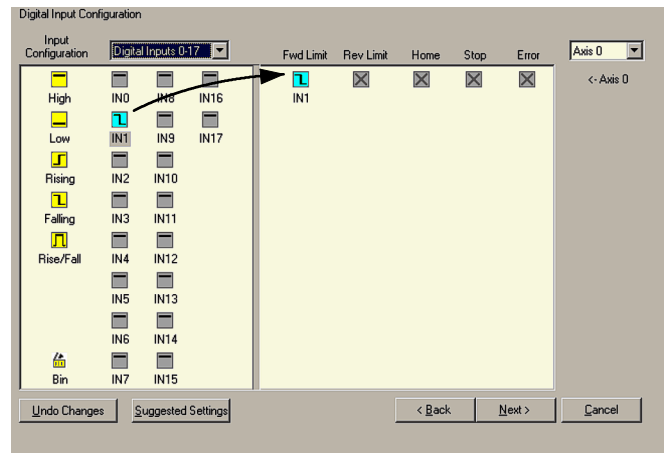 Digital Input Configuration
Input Configuration
Digital Inputs 0-17
Fwd Limit Rev Limit Home Stop Error
Axis 0
<- Axis 0
High IN0 IN8 IN16 IN1
Low IN1 IN9 IN17
Rising IN2 IN10
Falling IN3 IN11
Rise/Fall IN4 IN12
IN5 IN13
IN6 IN14
Bin IN7 IN15
Undo Changes Suggested Settings < Back Next > Cancel